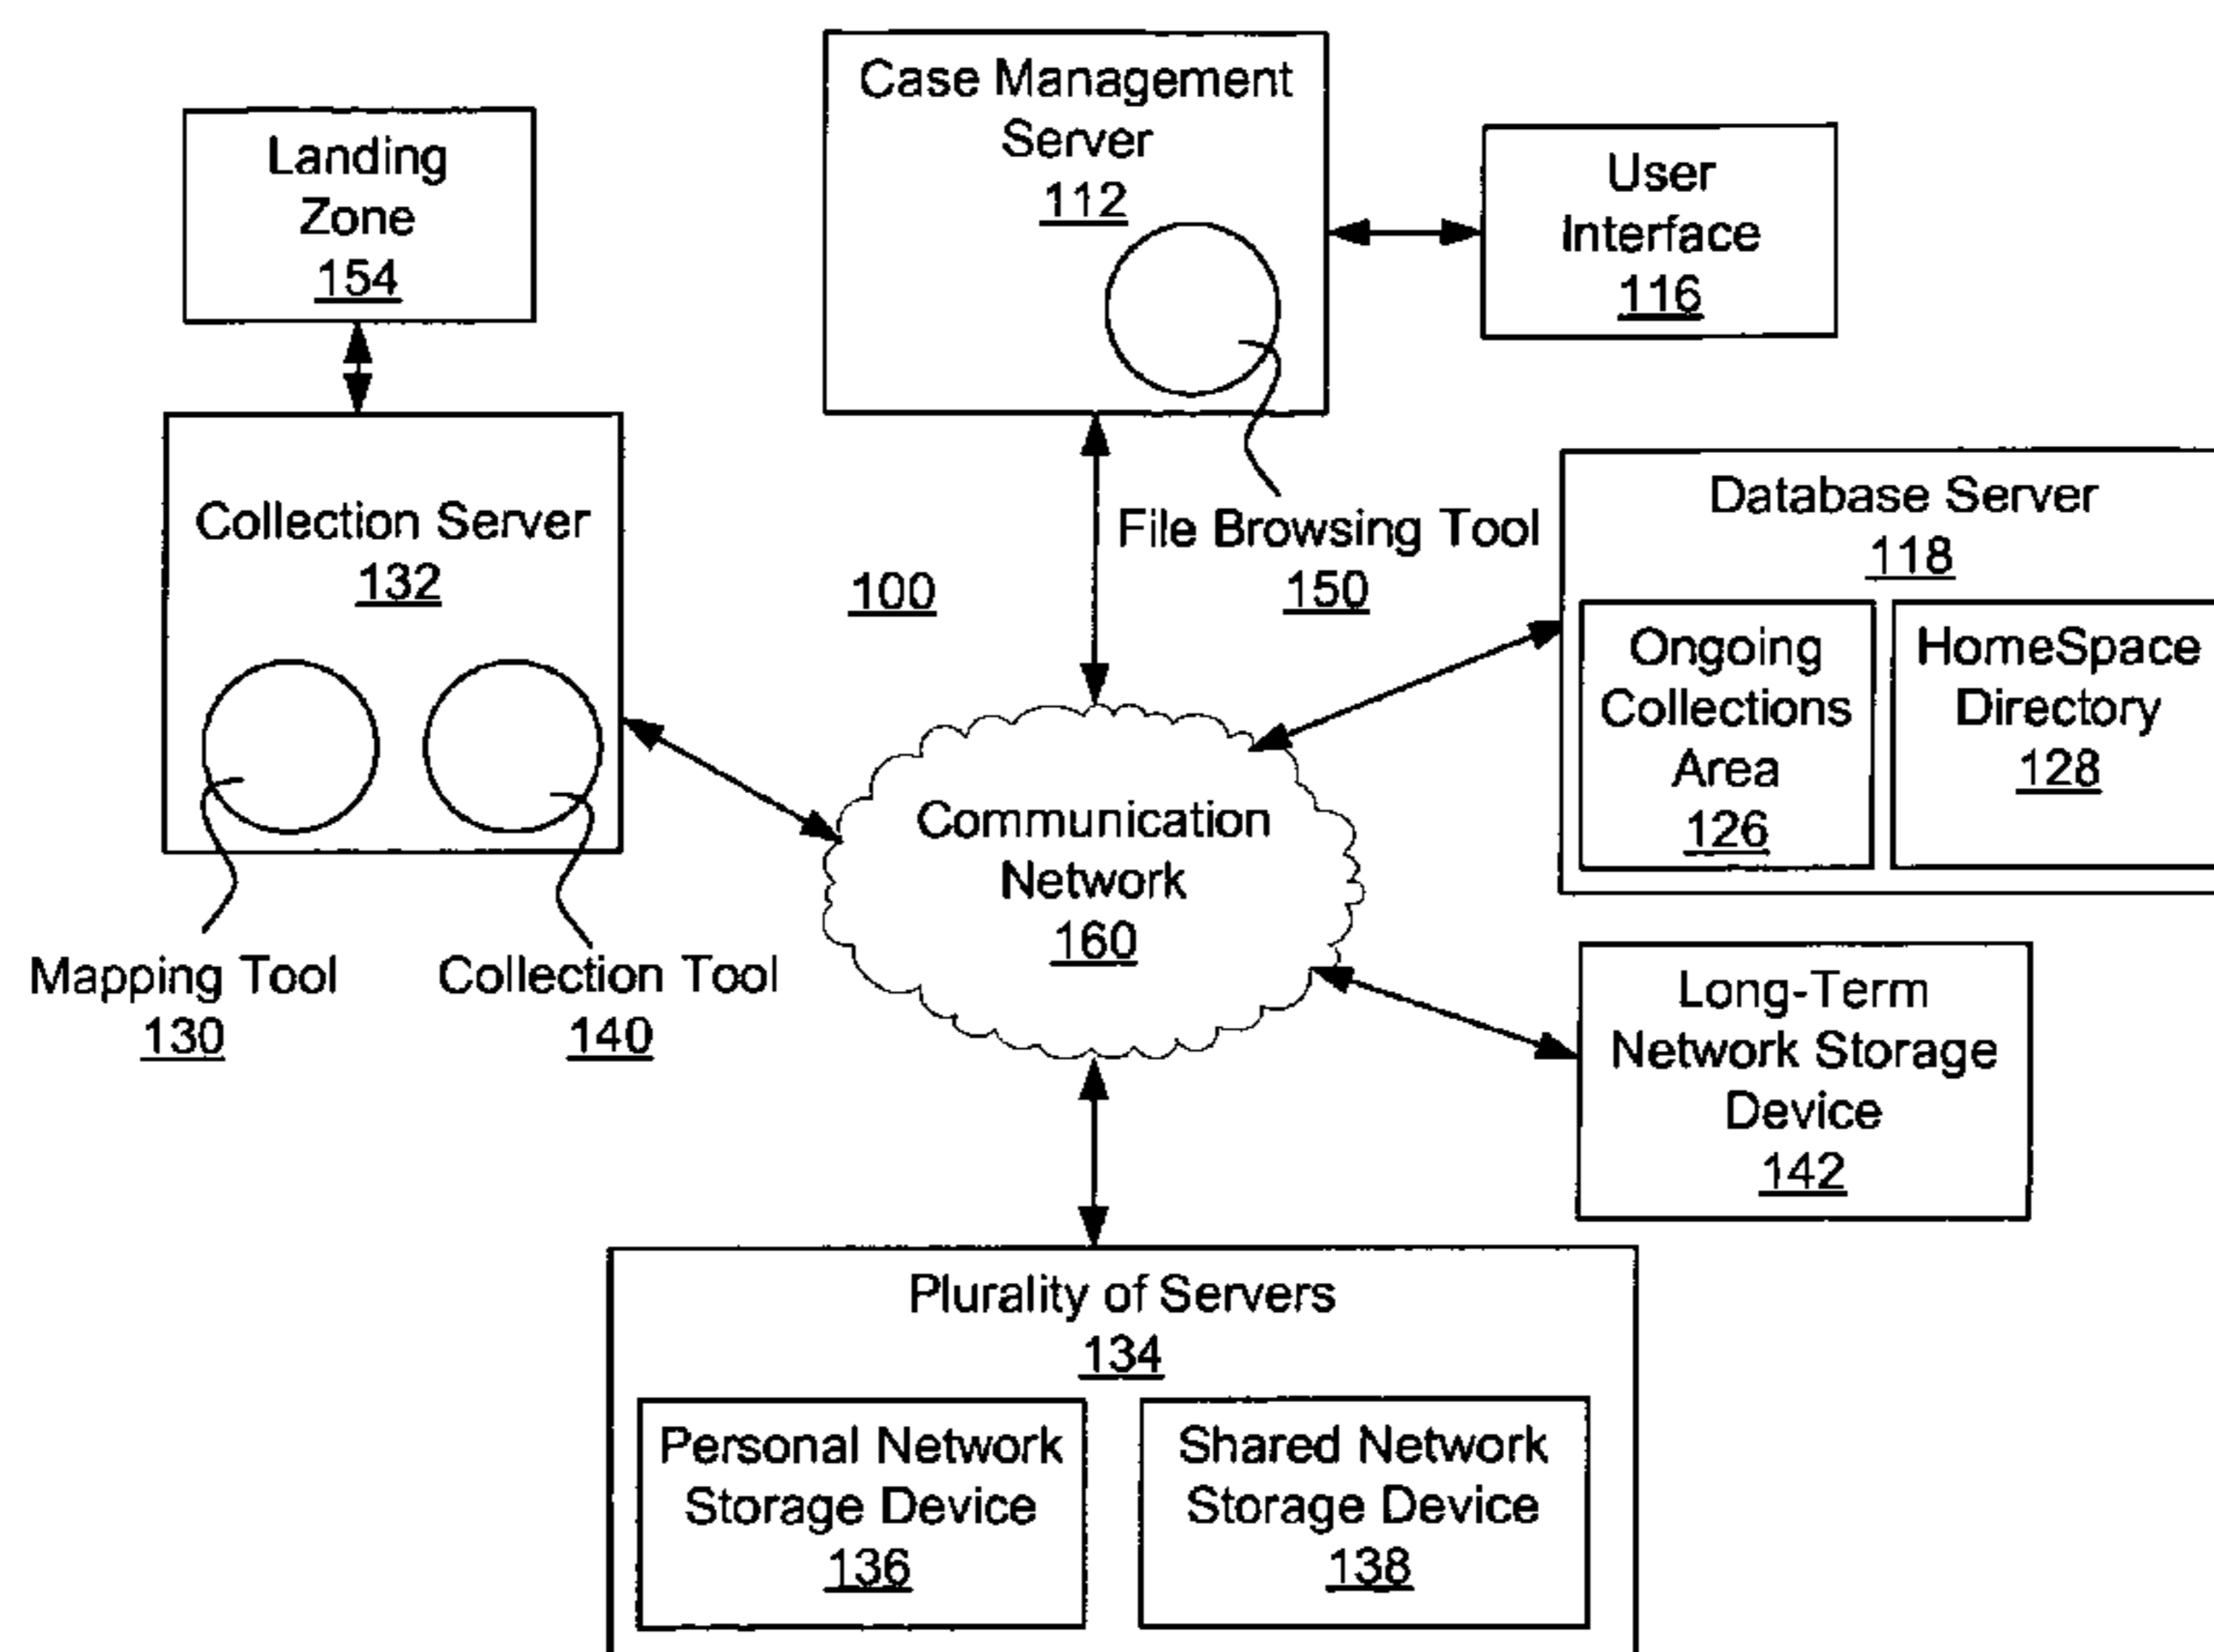 Case Management
Server
112
Landing
Zone
154
User
Interface
116
Collection Server
132
100
File Browsing Tool
150
Database Server
118
Ongoing
Collections
Area
126
HomeSpace
Directory
128
Communication
Network
160
Mapping Tool
130
Collection Tool
140
Long-Term
Network Storage
Device
142
Plurality of Servers
134
Personal Network
Storage Device
136
Shared Network
Storage Device
138